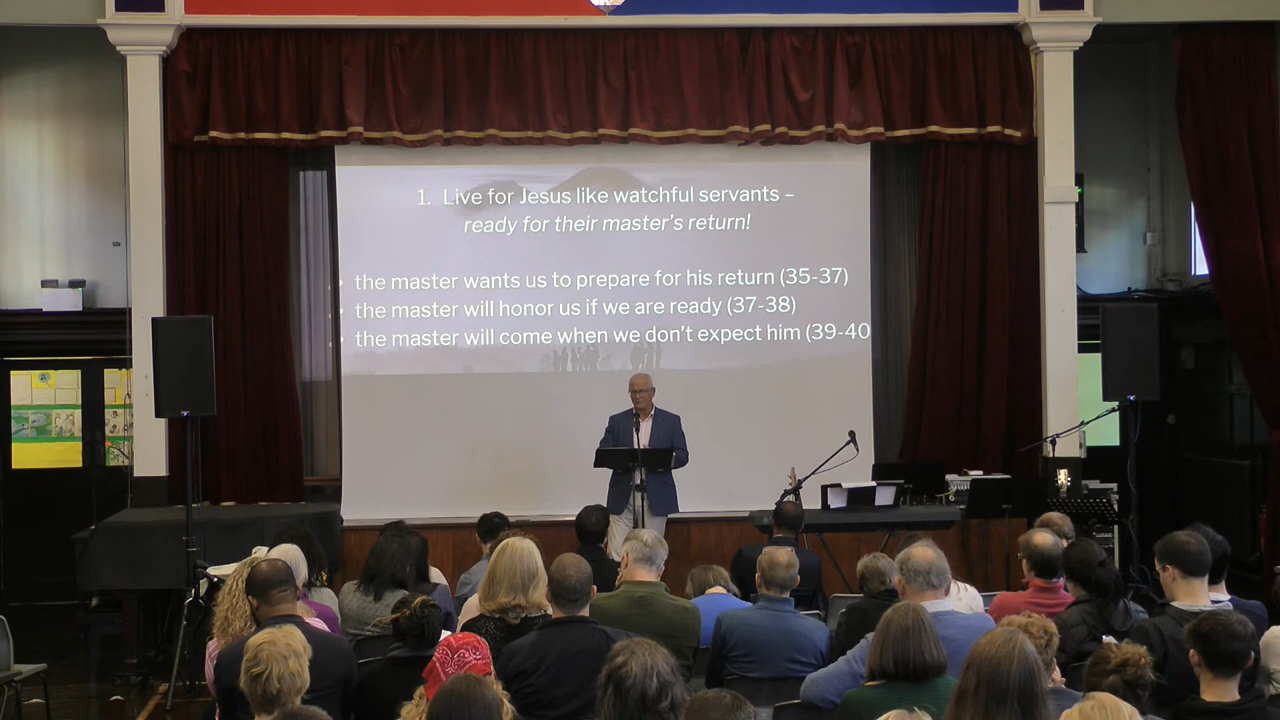 1. Live for Jesus like watchful servants –
ready for their master's return!
the master wants us to prepare for his return (35-37)
the master will honor us if we are ready (37-38)
the master will come when we don't expect him (39-40